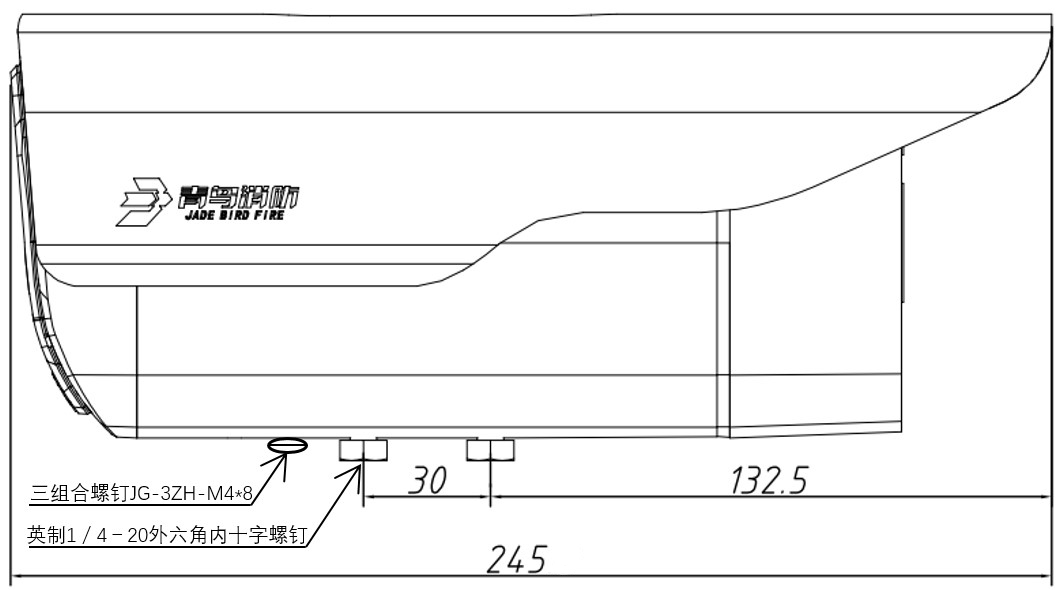 青鸟消防
JADE BIRD FIRE
三组合螺钉JG-3ZH-M4*8
30
132.5
英制1/4-20外六角内十字螺钉
245